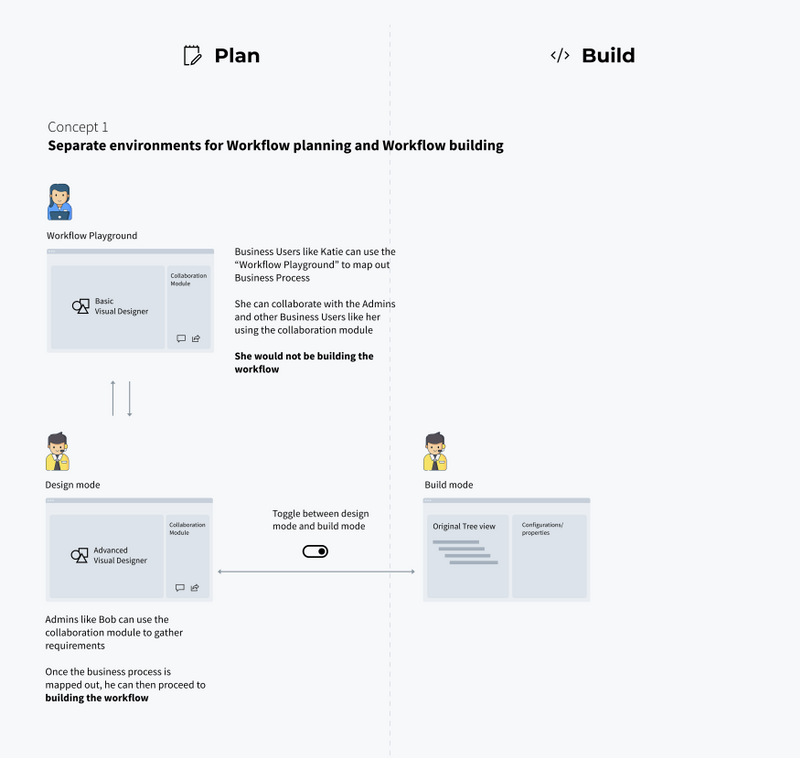 Plan
Build
Concept 1
Separate environments for Workflow planning and Workflow building
Workflow Playground
Basic
Visual Designer
Collaboration
Module
Business Users like Katie can use the
“Workflow Playground” to map out
Business Process
She can collaborate with the Admins
and other Business Users like her
using the collaboration module
She would not be building the
workflow
Design mode
Advanced
Visual Designer
Collaboration
Module
Toggle between design
mode and build mode
Build mode
Original Tree view
Configurations/
properties
Admins like Bob can use the
collaboration module to gather
requirements
Once the business process is
mapped out, he can then proceed to
building the workflow